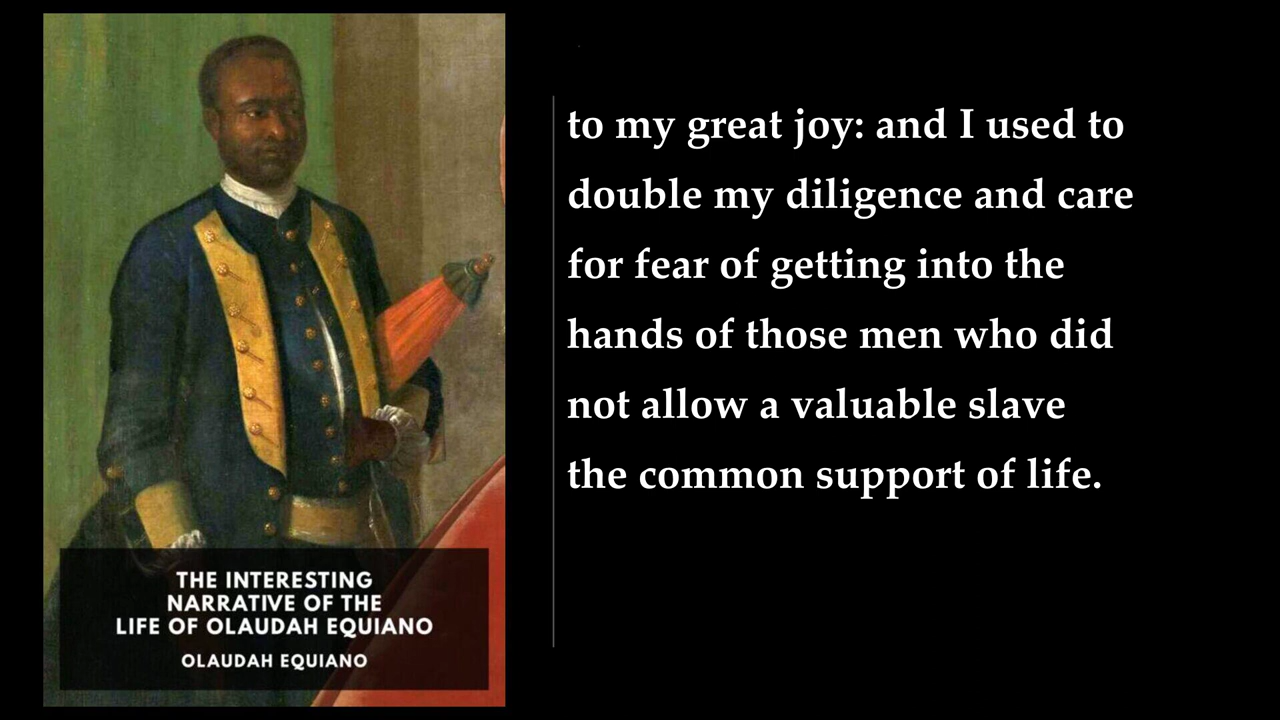 THE INTERESTING
NARRATIVE OF THE
LIFE OF OLAUDAH EQUIANO
OLAUDAH EQUIANO
to my great joy: and I used to
double my diligence and care
for fear of getting into the
hands of those men who did
not allow a valuable slave
the common support of life.